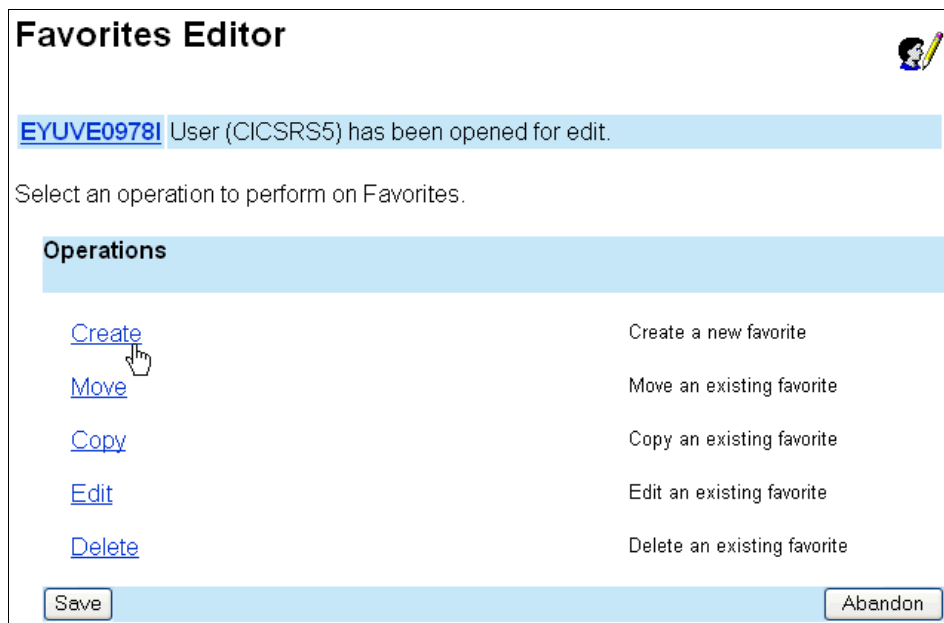 Favorites Editor
EYUVE0978I User (CICSRS5) has been opened for edit.
Select an operation to perform on Favorites.
Operations
Create Create a new favorite
Move Move an existing favorite
Copy Copy an existing favorite
Edit Edit an existing favorite
Delete Delete an existing favorite
Save Abandon